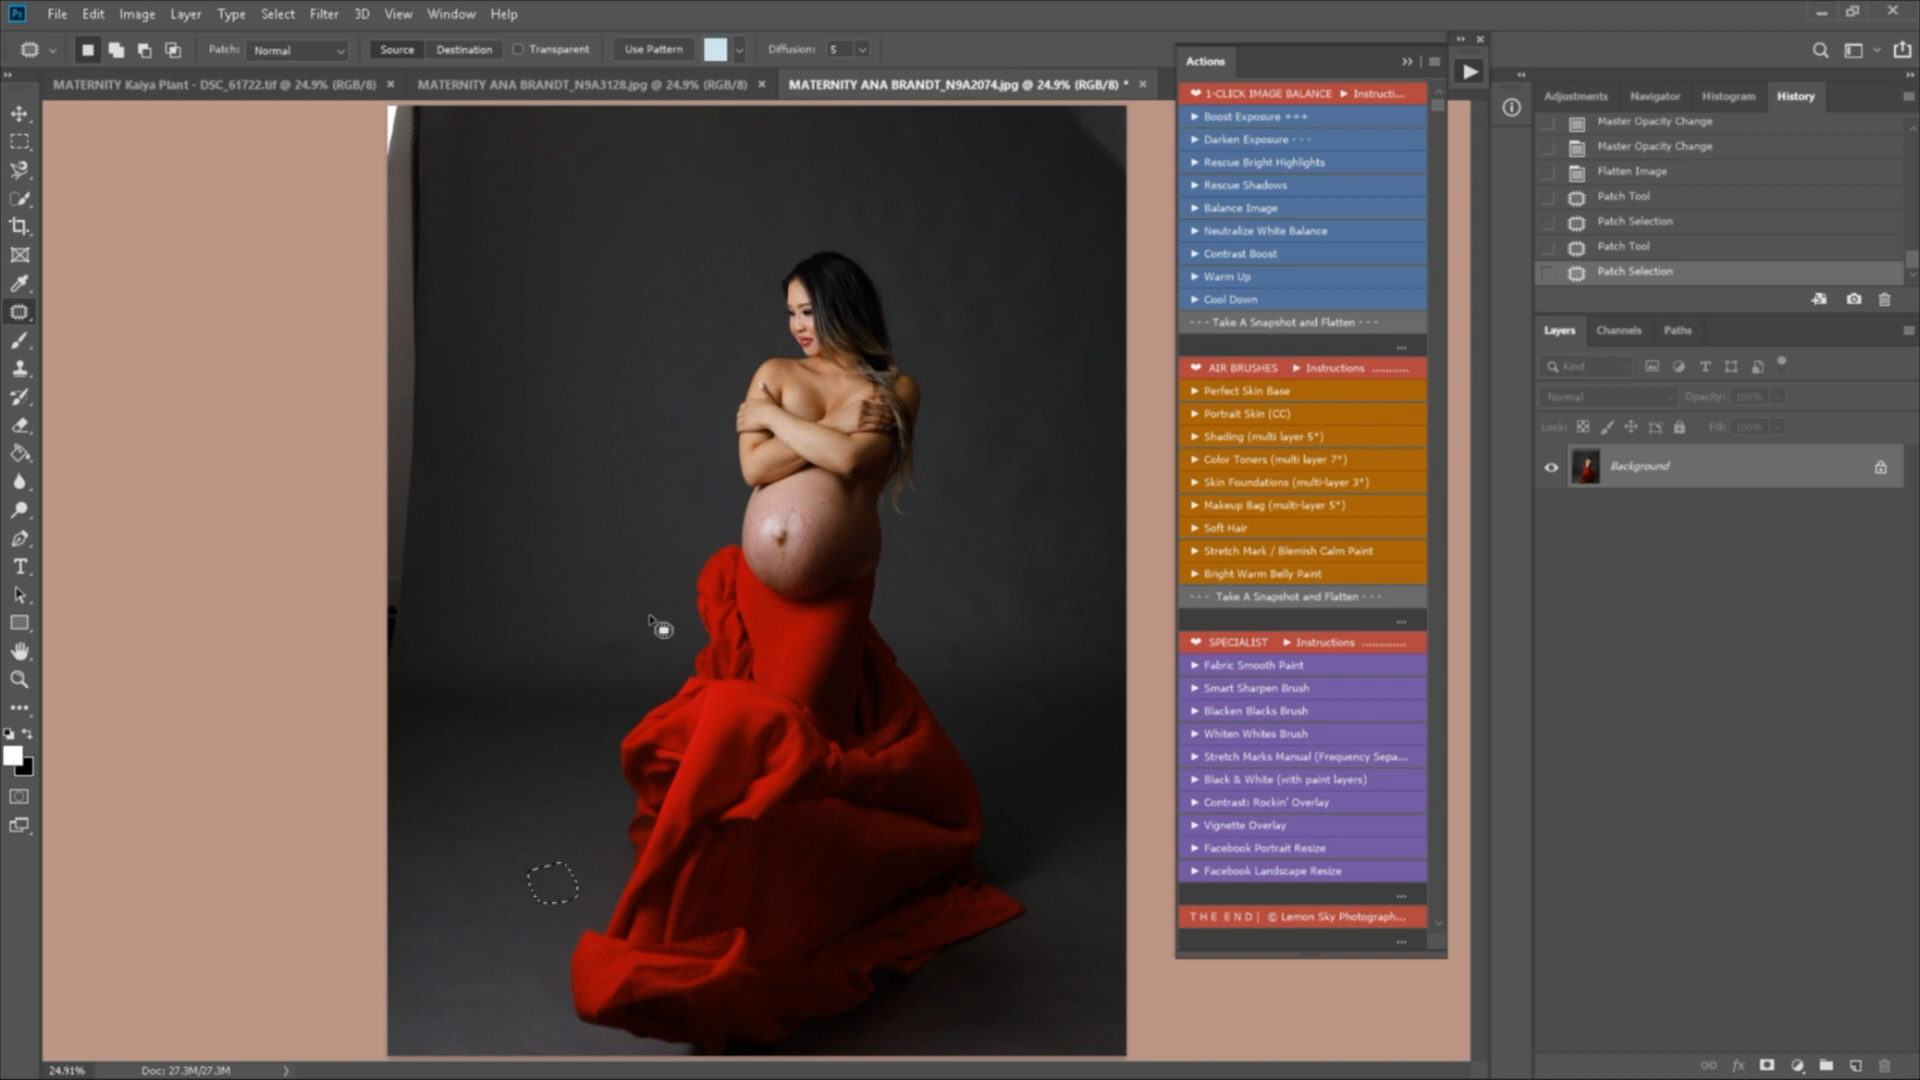 Ps File Edit Image Layer Type Select Filter 3D View Window Help
Patch: Normal Source Destination Transparent Use Pattern Diffusion: 5
MATERNITY Kaiya Plant - DSC_61722.tif @ 24.9% (RGB/8) MATERNITY ANA BRANDT_N9A3128.jpg @ 24.9% (RGB/8) MATERNITY ANA BRANDT_N9A2074.jpg @ 24.9% (RGB/8) *
Actions
1-CLICK IMAGE BALANCE ▶ Instructi...
Boost Exposure +++
Darken Exposure - - -
Rescue Bright Highlights
Rescue Shadows
Balance Image
Neutralize White Balance
Contrast Boost
Warm Up
Cool Down
- - - Take A Snapshot and Flatten - - -
...
AIR BRUSHES ▶ Instructions ...........
Perfect Skin Base
Portrait Skin (CC)
Shading (multi layer 5*)
Color Toners (multi layer 7*)
Skin Foundations (multi-layer 3*)
Makeup Bag (multi-layer 5*)
Soft Hair
Stretch Mark / Blemish Calm Paint
Bright Warm Belly Paint
- - - Take A Snapshot and Flatten - - -
...
SPECIALIST ▶ Instructions .............
Fabric Smooth Paint
Smart Sharpen Brush
Blacken Blacks Brush
Whiten Whites Brush
Stretch Marks Manual (Frequency Sepa...
Black & White (with paint layers)
Contrast: Rockin' Overlay
Vignette Overlay
Facebook Portrait Resize
Facebook Landscape Resize
...
T H E E N D | © Lemon Sky Photograph...
...
Adjustments Navigator Histogram History
Master Opacity Change
Master Opacity Change
Flatten Image
Patch Tool
Patch Selection
Patch Tool
Patch Selection
Layers Channels Paths
Kind
Normal Opacity: 100%
Lock: Fill: 100%
Background
fx
24.91% Doc: 27.3M/27.3M